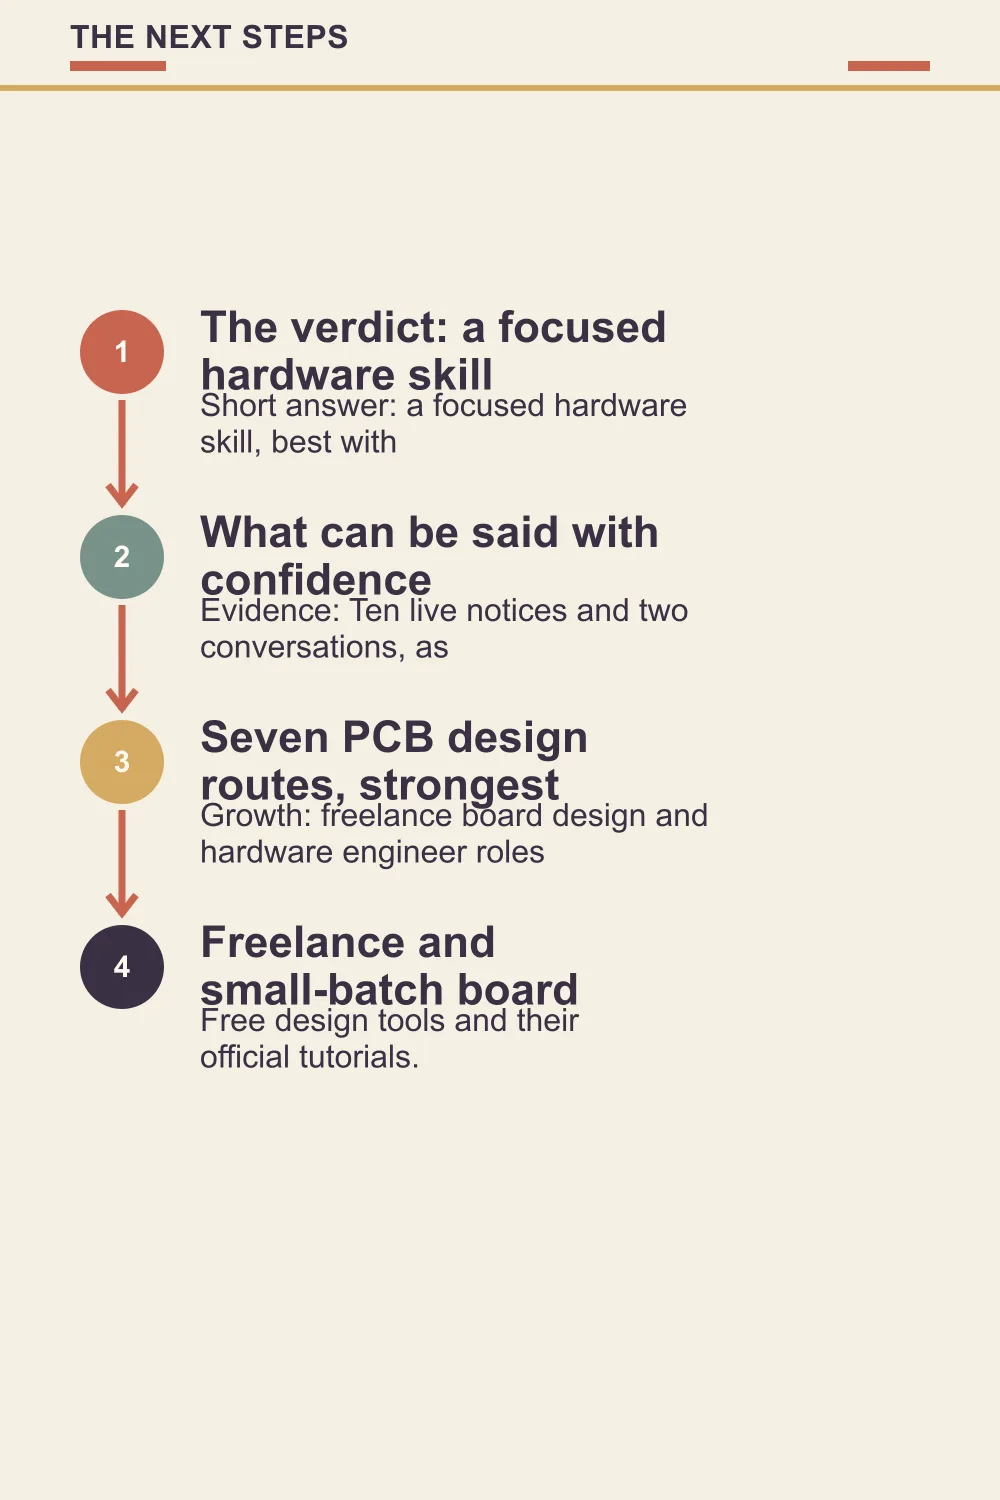 THE NEXT STEPS
1
The verdict: a focused
hardware skill
Short answer: a focused hardware
skill, best with
2
What can be said with
confidence
Evidence: Ten live notices and two
conversations, as
3
Seven PCB design
routes, strongest
Growth: freelance board design and
hardware engineer roles
4
Freelance and
small-batch board
Free design tools and their
official tutorials.